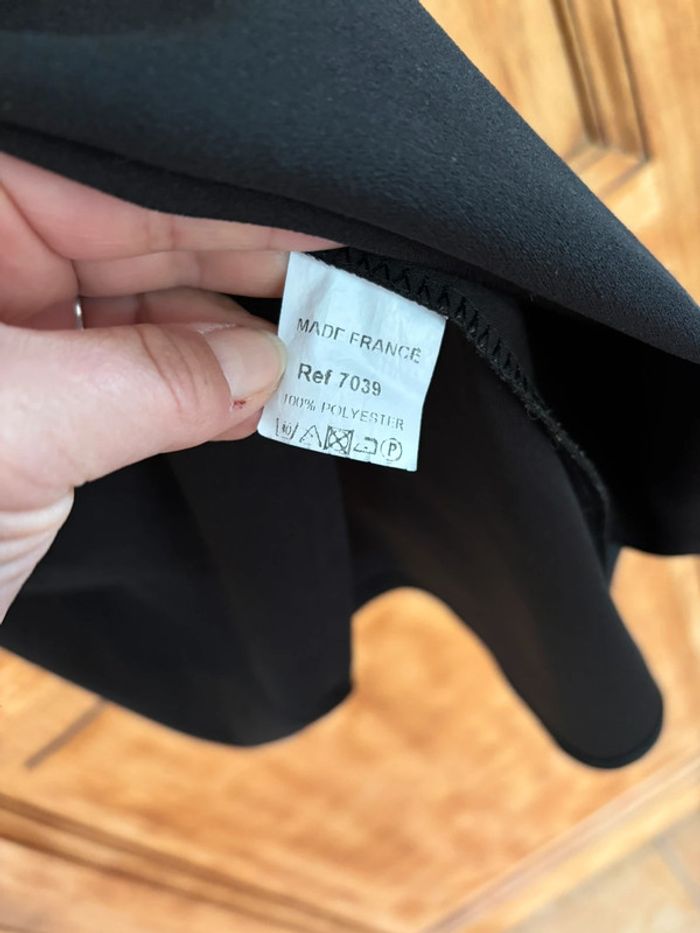 MADE FRANCE
Ref 7039
100% POLYESTER
P